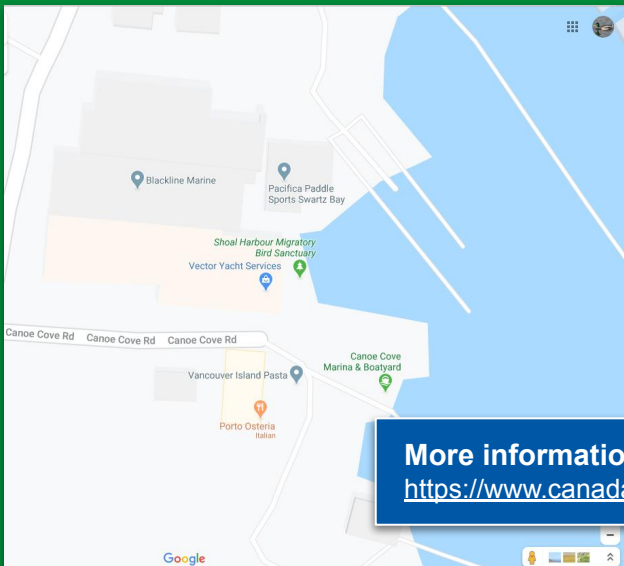 Blackline Marine
Pacifica Paddle
Sports Swartz Bay
Shoal Harbour Migratory
Bird Sanctuary
Vector Yacht Services
Canoe Cove Rd Canoe Cove Rd Canoe Cove Rd
Canoe Cove
Marina & Boatyard
Vancouver Island Pasta
Porto Osteria
Italian
More informatio
https://www.canada
Google